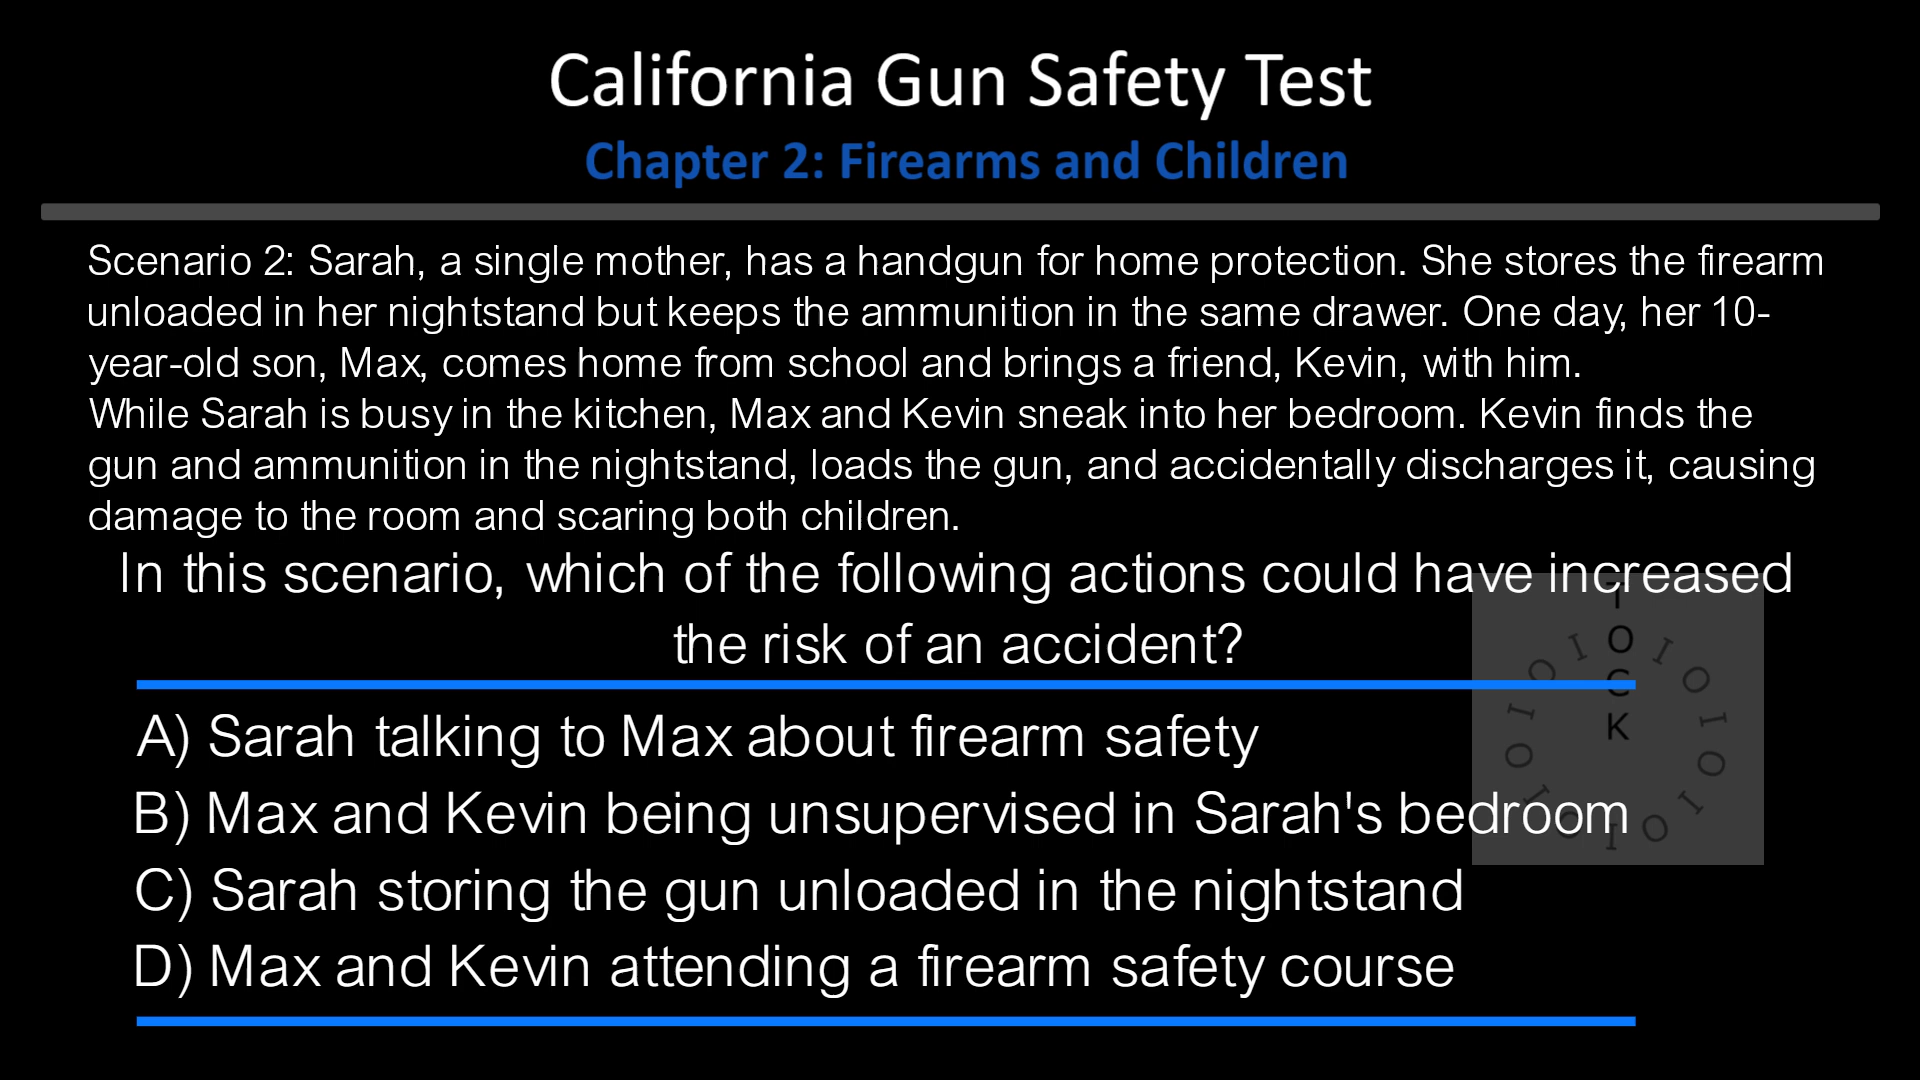 California Gun Safety Test
Chapter 2: Firearms and Children
Scenario 2: Sarah, a single mother, has a handgun for home protection. She stores the firearm
unloaded in her nightstand but keeps the ammunition in the same drawer. One day, her 10-
year-old son, Max, comes home from school and brings a friend, Kevin, with him.
While Sarah is busy in the kitchen, Max and Kevin sneak into her bedroom. Kevin finds the
gun and ammunition in the nightstand, loads the gun, and accidentally discharges it, causing
damage to the room and scaring both children.
In this scenario, which of the following actions could have increased
the risk of an accident?
A) Sarah talking to Max about firearm safety
B) Max and Kevin being unsupervised in Sarah's bedroom
C) Sarah storing the gun unloaded in the nightstand
D) Max and Kevin attending a firearm safety course